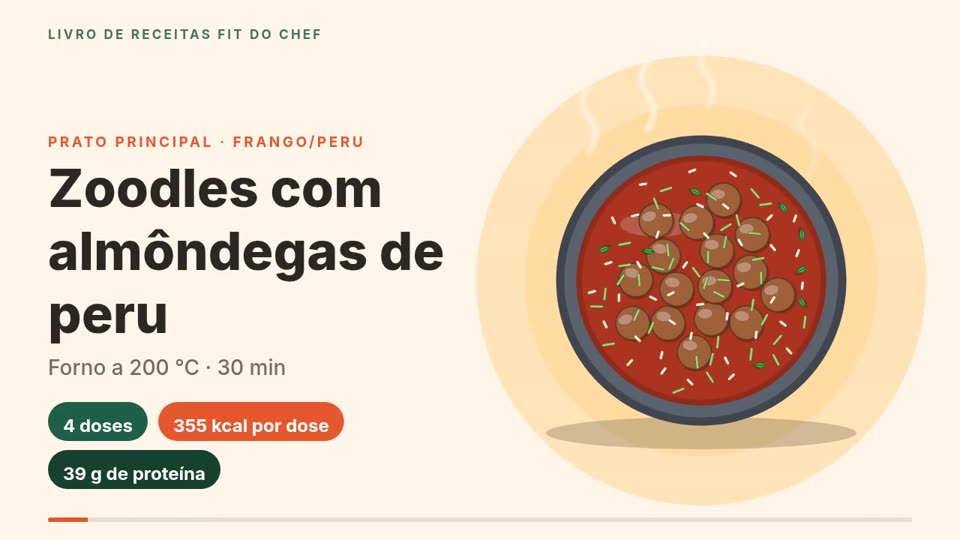 LIVRO DE RECEITAS FIT DO CHEF
PRATO PRINCIPAL · FRANGO/PERU
Zoodles com
almôndegas de
peru
Forno a 200 °C · 30 min
4 doses
355 kcal por dose
39 g de proteína